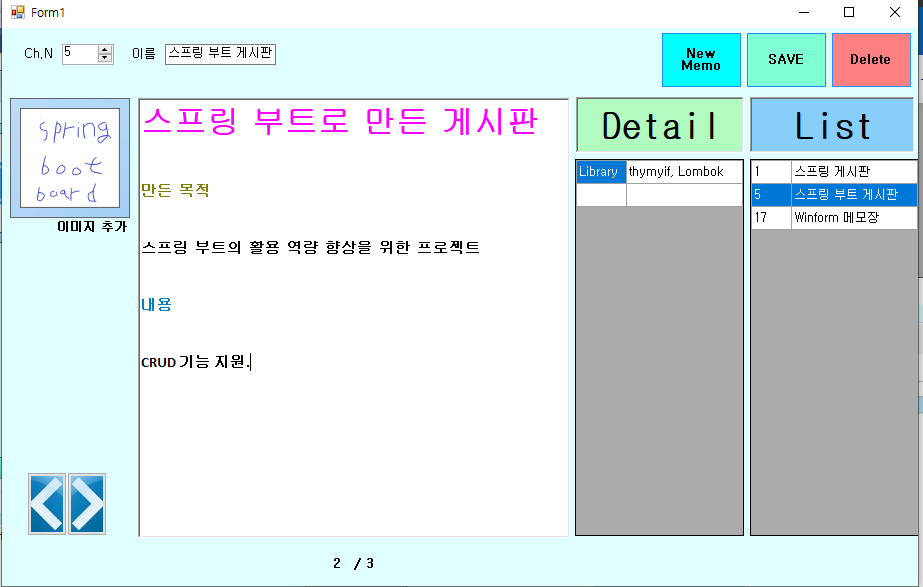 Form1
Ch,N 5 이름 스프링 부트 게시판
New
Memo
SAVE
Delete
spring
boot
board
이미지 추가
스프링 부트로 만든 게시판
만든 목적
스프링 부트의 활용 역량 향상을 위한 프로젝트
내용
CRUD 기능 지원.
Detail
Library thymyif, Lombok
List
1 스프링 게시판
5 스프링 부트 게시판
17 Winform 메모장
2 / 3